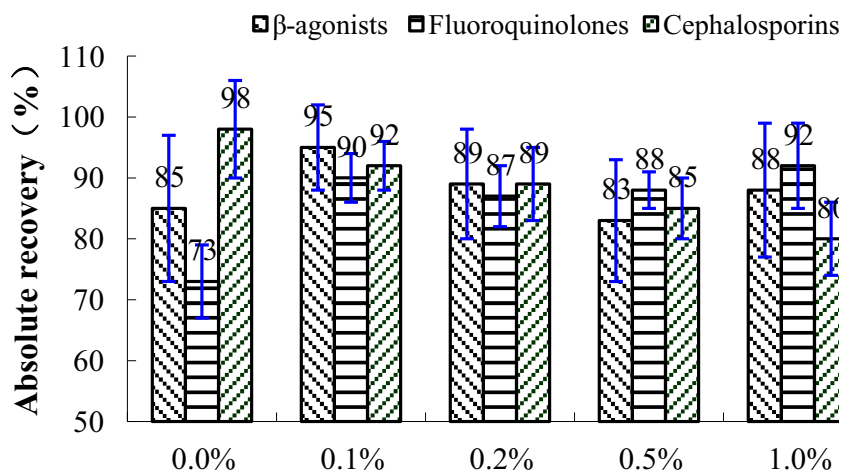 β-agonists Fluoroquinolones Cephalosporins
Absolute recovery (%)
110
100
90
80
70
60
50
85 73 98
95 90 92
89 87 89
83 88 85
88 92 80
0.0% 0.1% 0.2% 0.5% 1.0%